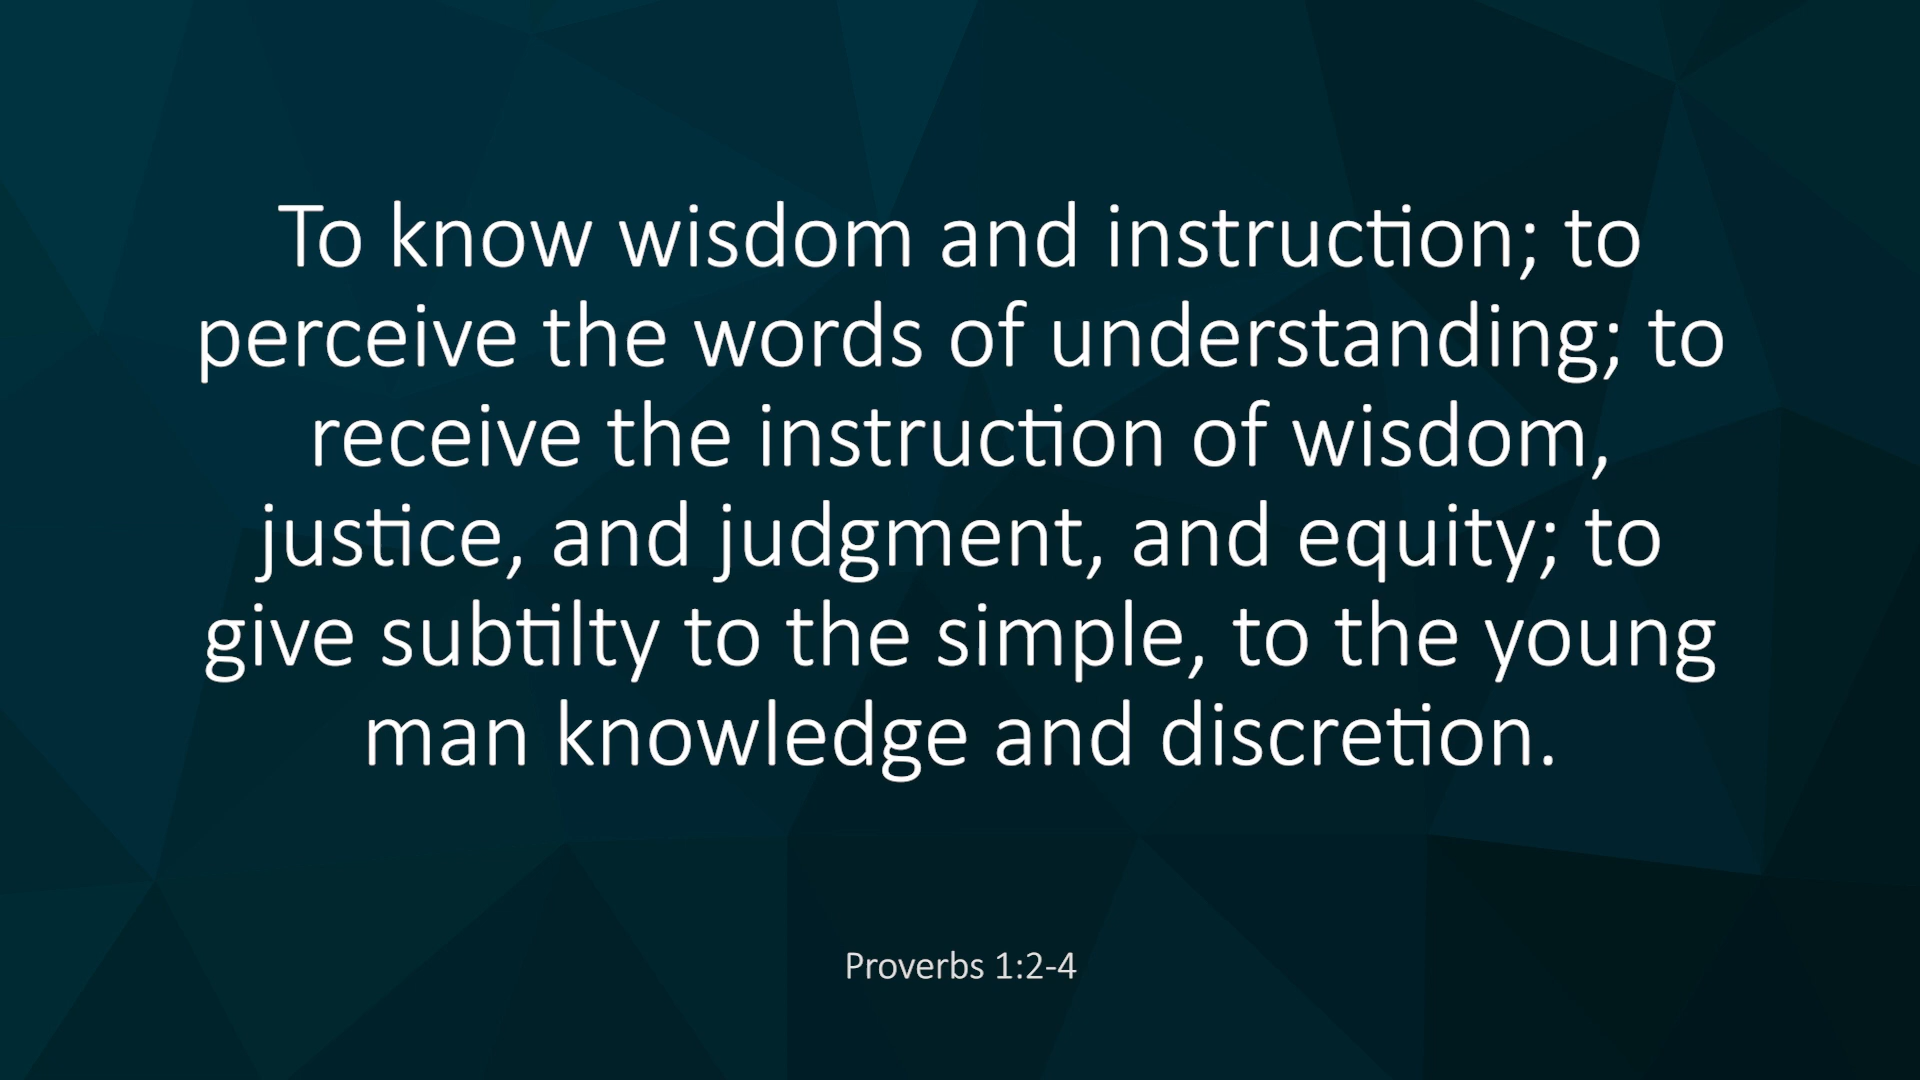 To know wisdom and instruction; to
perceive the words of understanding; to
receive the instruction of wisdom,
justice, and judgment, and equity; to
give subtilty to the simple, to the young
man knowledge and discretion.
Proverbs 1:2-4